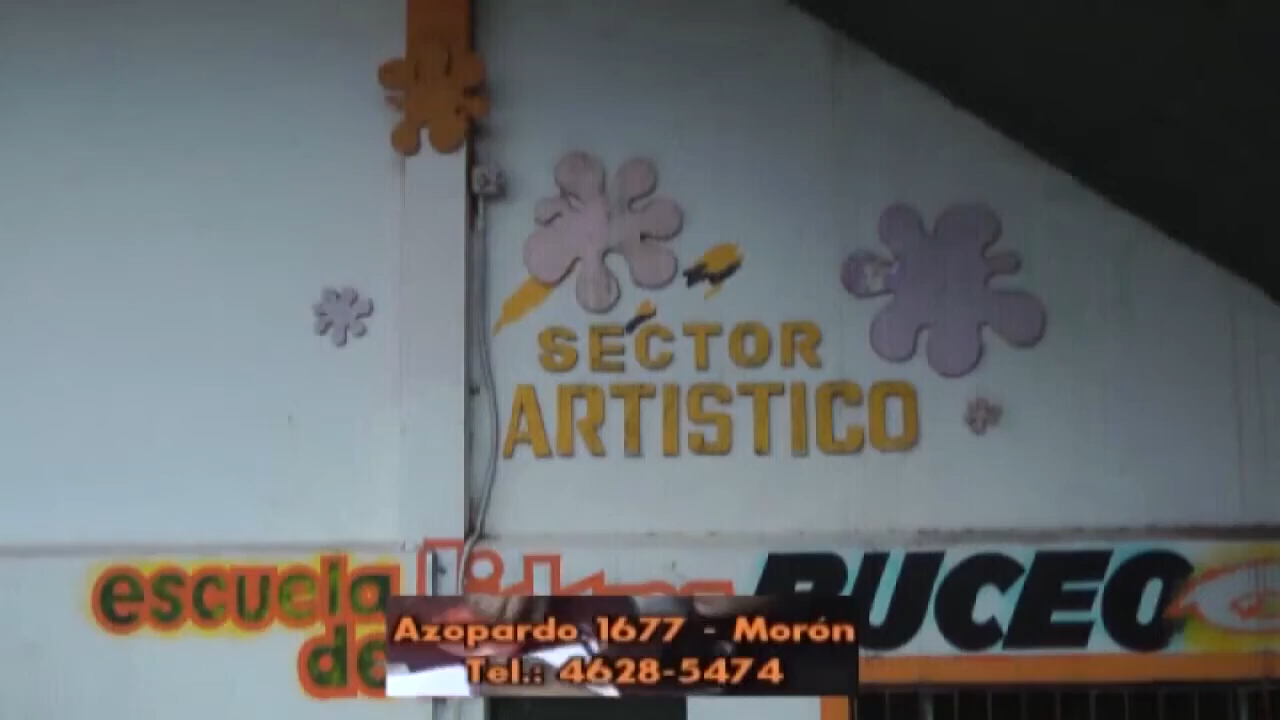 SECTOR
ARTISTICO
escuela
de
BUCEO
Azopardo 1677 - Morón
Tel.: 4628-5474